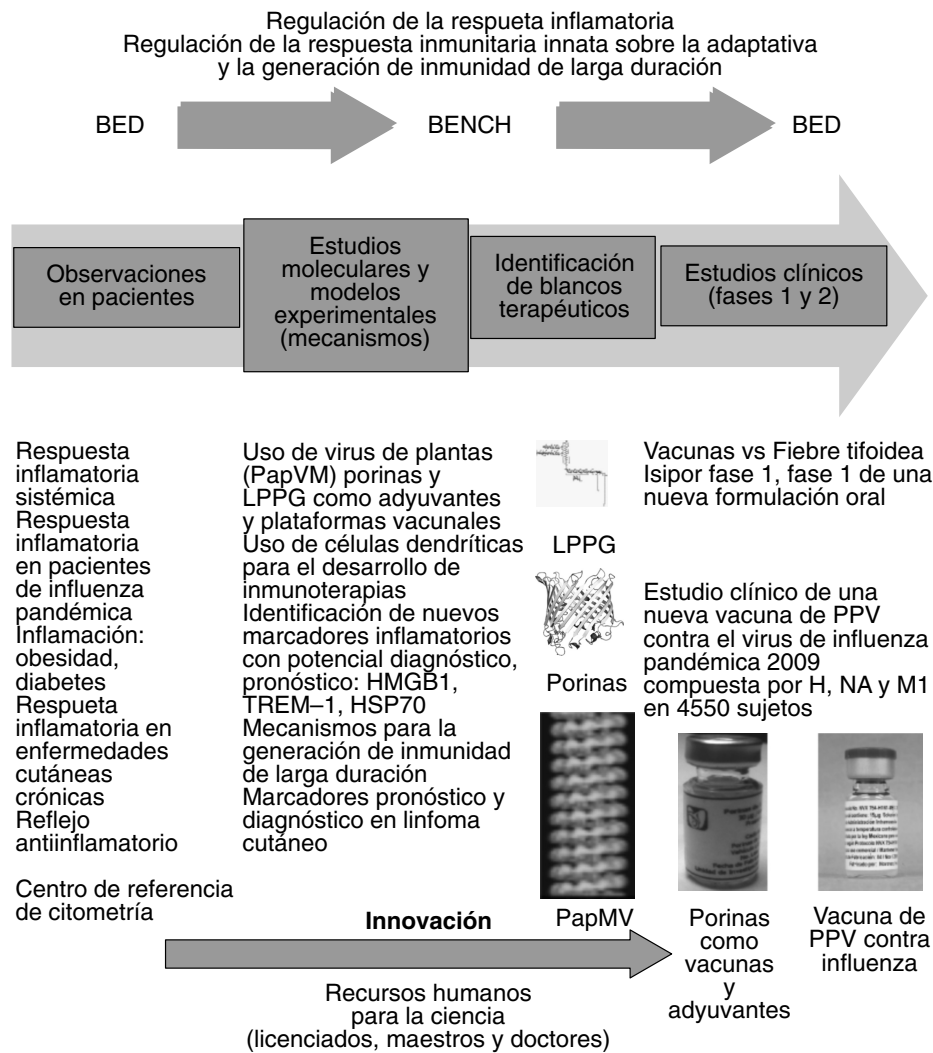 Regulación de la respueta inflamatoria
Regulación de la respuesta inmunitaria innata sobre la adaptativa
y la generación de inmunidad de larga duración
BED
BENCH
BED
Observaciones
en pacientes
Estudios
moleculares y
modelos
experimentales
(mecanismos)
Identificación
de blancos
terapéuticos
Estudios clínicos
(fases 1 y 2)
Respuesta
inflamatoria
sistémica
Respuesta
inflamatoria
en pacientes
de influenza
pandémica
Inflamación:
obesidad,
diabetes
Respueta
inflamatoria en
enfermedades
cutáneas
crónicas
Reflejo
antiinflamatorio
Centro de referencia
de citometría
Uso de virus de plantas
(PapVM) porinas y
LPPG como adyuvantes
y plataformas vacunales
Uso de células dendríticas
para el desarrollo de
inmunoterapias
Identificación de nuevos
marcadores inflamatorios
con potencial diagnóstico,
pronóstico: HMGB1,
TREM–1, HSP70
Mecanismos para la
generación de inmunidad
de larga duración
Marcadores pronóstico y
diagnóstico en linfoma
cutáneo
LPPG
Porinas
PapMV
Vacunas vs Fiebre tifoidea
Isipor fase 1, fase 1 de una
nueva formulación oral
Estudio clínico de una
nueva vacuna de PPV
contra el virus de influenza
pandémica 2009
compuesta por H, NA y M1
en 4550 sujetos
Porinas
como
vacunas
y
adyuvantes
Vacuna de
PPV contra
influenza
Innovación
Recursos humanos
para la ciencia
(licenciados, maestros y doctores)